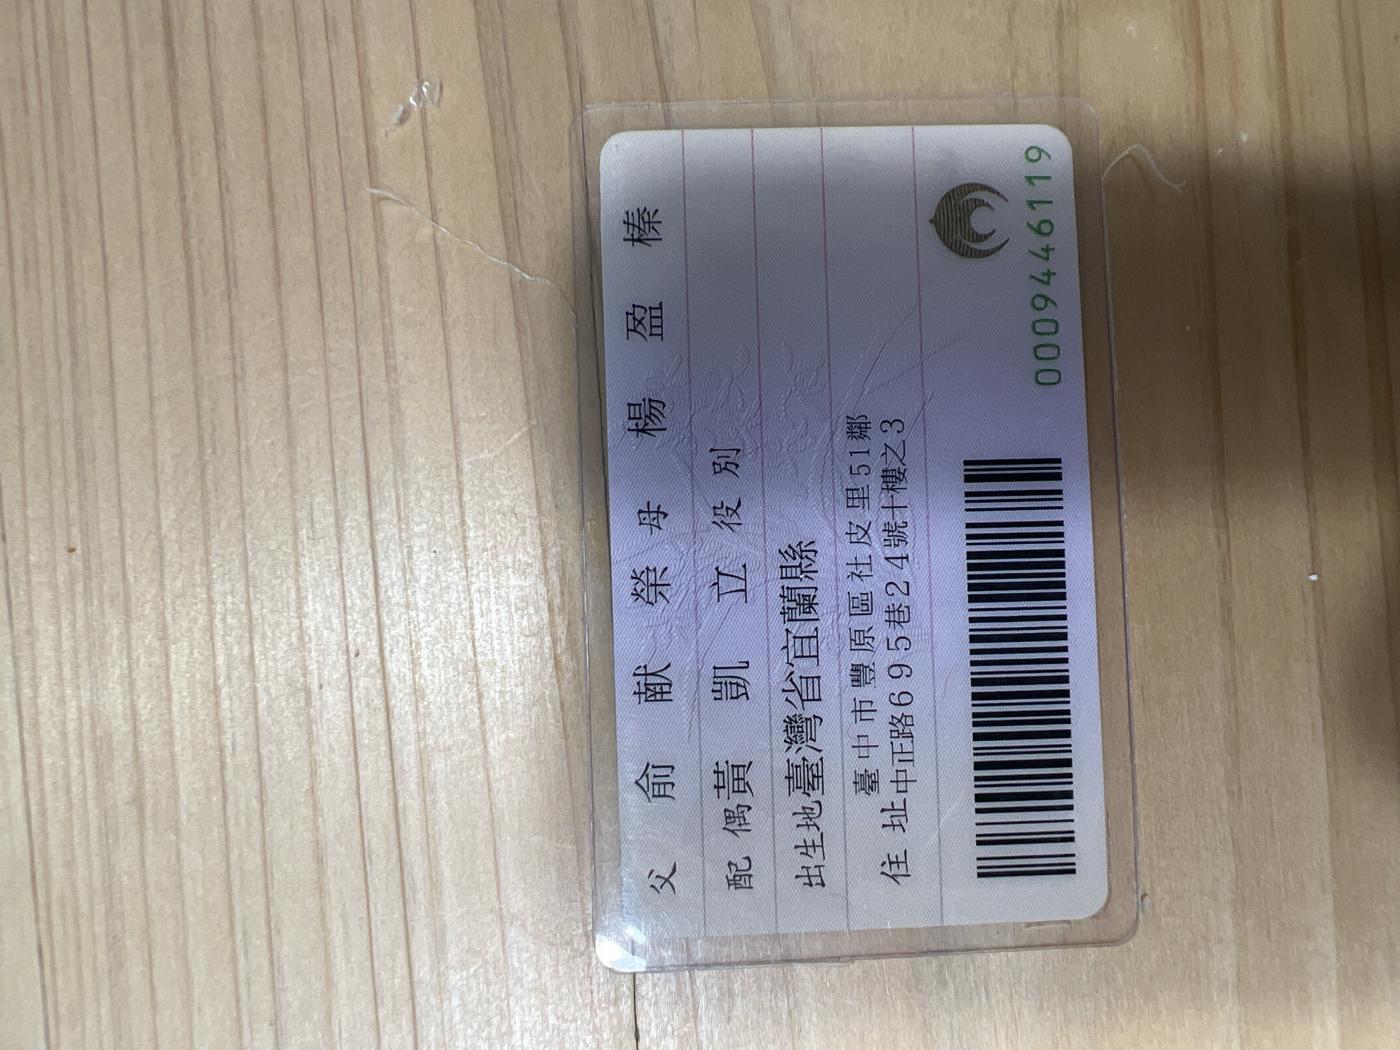 父 俞献榮 母 楊盈榛
配偶 黃凱立 役別
出生地 臺灣省宜蘭縣
住址 臺中市豐原區社皮里51鄰
中正路695巷24號十樓之3
0009446119